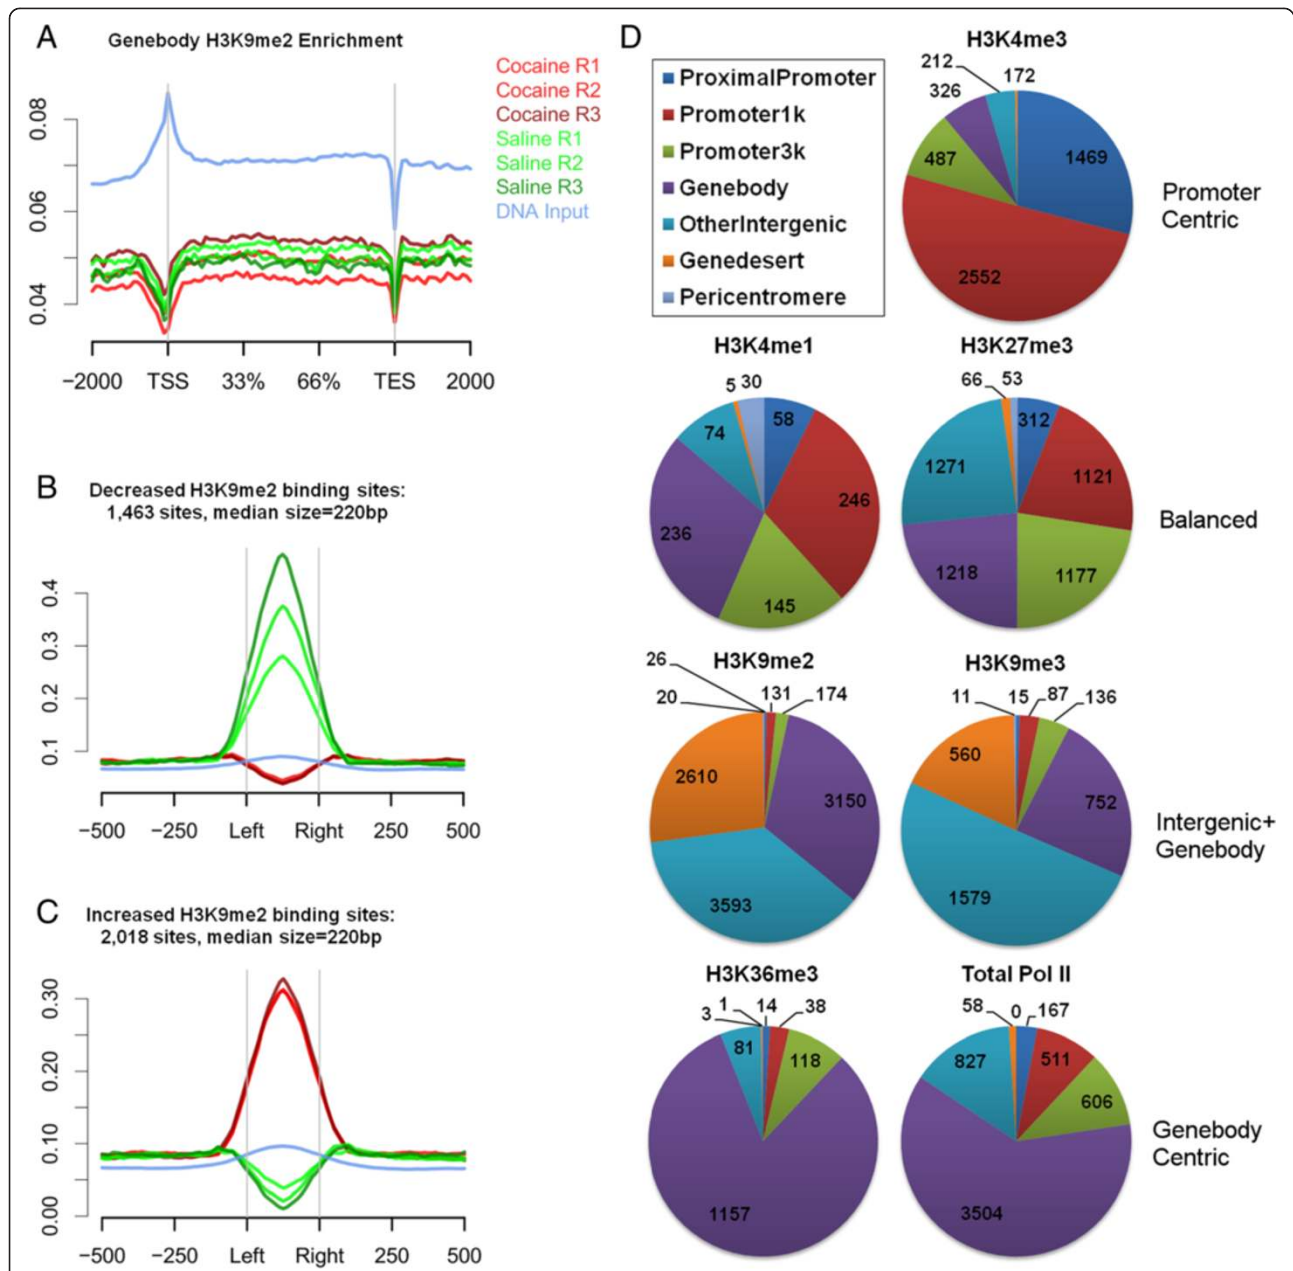 A
Genebody H3K9me2 Enrichment
Cocaine R1
Cocaine R2
Cocaine R3
Saline R1
Saline R2
Saline R3
DNA Input
0.08
0.06
0.04
−2000 TSS 33% 66% TES 2000
B
Decreased H3K9me2 binding sites:
1,463 sites, median size=220bp
0.4
0.3
0.2
0.1
−500 −250 Left Right 250 500
C
Increased H3K9me2 binding sites:
2,018 sites, median size=220bp
0.30
0.20
0.10
0.00
−500 −250 Left Right 250 500
D
ProximalPromoter
Promoter1k
Promoter3k
Genebody
OtherIntergenic
Genedesert
Pericentromere
H3K4me3
212 172
326
487 1469
2552
Promoter
Centric
H3K4me1
5 30
58
74
246
236
145
H3K27me3
66 53
312
1271 1121
1218 1177
Balanced
H3K9me2
26
20 131 174
2610 3150
3593
H3K9me3
11 15 87 136
560
752
1579
Intergenic+
Genebody
H3K36me3
3 1 14 38
81 118
1157
Total Pol II
58 0 167
827 511
606
3504
Genebody
Centric